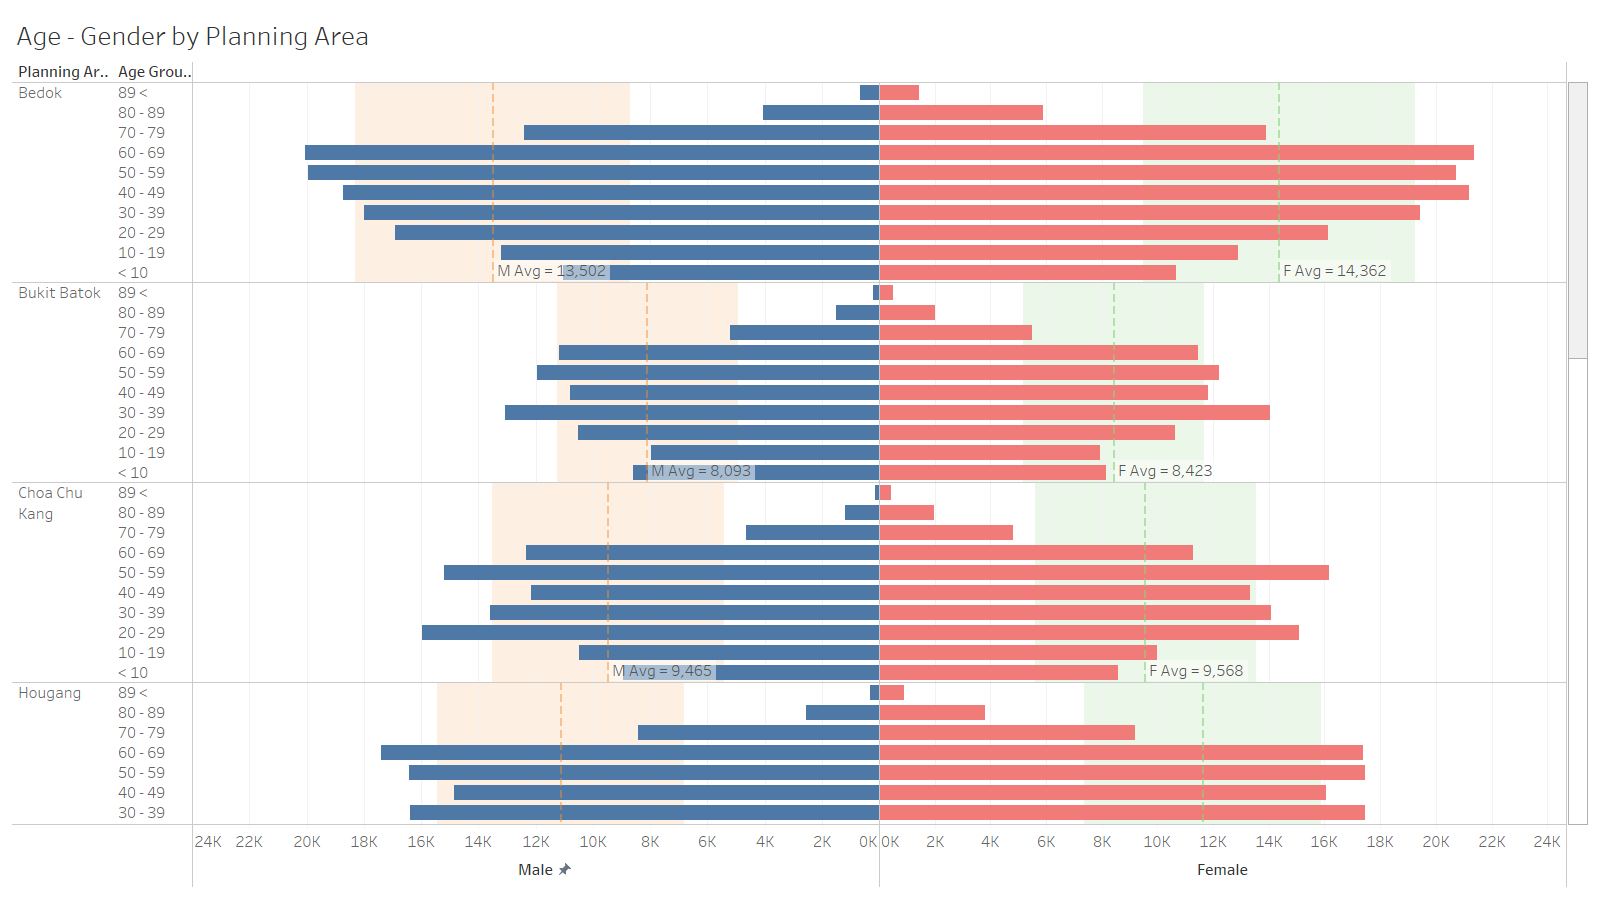 Age - Gender by Planning Area
Planning Ar.. Age Grou..
Bedok 89 <
80 - 89
70 - 79
60 - 69
50 - 59
40 - 49
30 - 39
20 - 29
10 - 19
< 10 M Avg = 13,502 F Avg = 14,362
Bukit Batok 89 <
80 - 89
70 - 79
60 - 69
50 - 59
40 - 49
30 - 39
20 - 29
10 - 19
< 10 M Avg = 8,093 F Avg = 8,423
Choa Chu 89 <
Kang 80 - 89
70 - 79
60 - 69
50 - 59
40 - 49
30 - 39
20 - 29
10 - 19
< 10 M Avg = 9,465 F Avg = 9,568
Hougang 89 <
80 - 89
70 - 79
60 - 69
50 - 59
40 - 49
30 - 39
24K 22K 20K 18K 16K 14K 12K 10K 8K 6K 4K 2K 0K 0K 2K 4K 6K 8K 10K 12K 14K 16K 18K 20K 22K 24K
Male Female